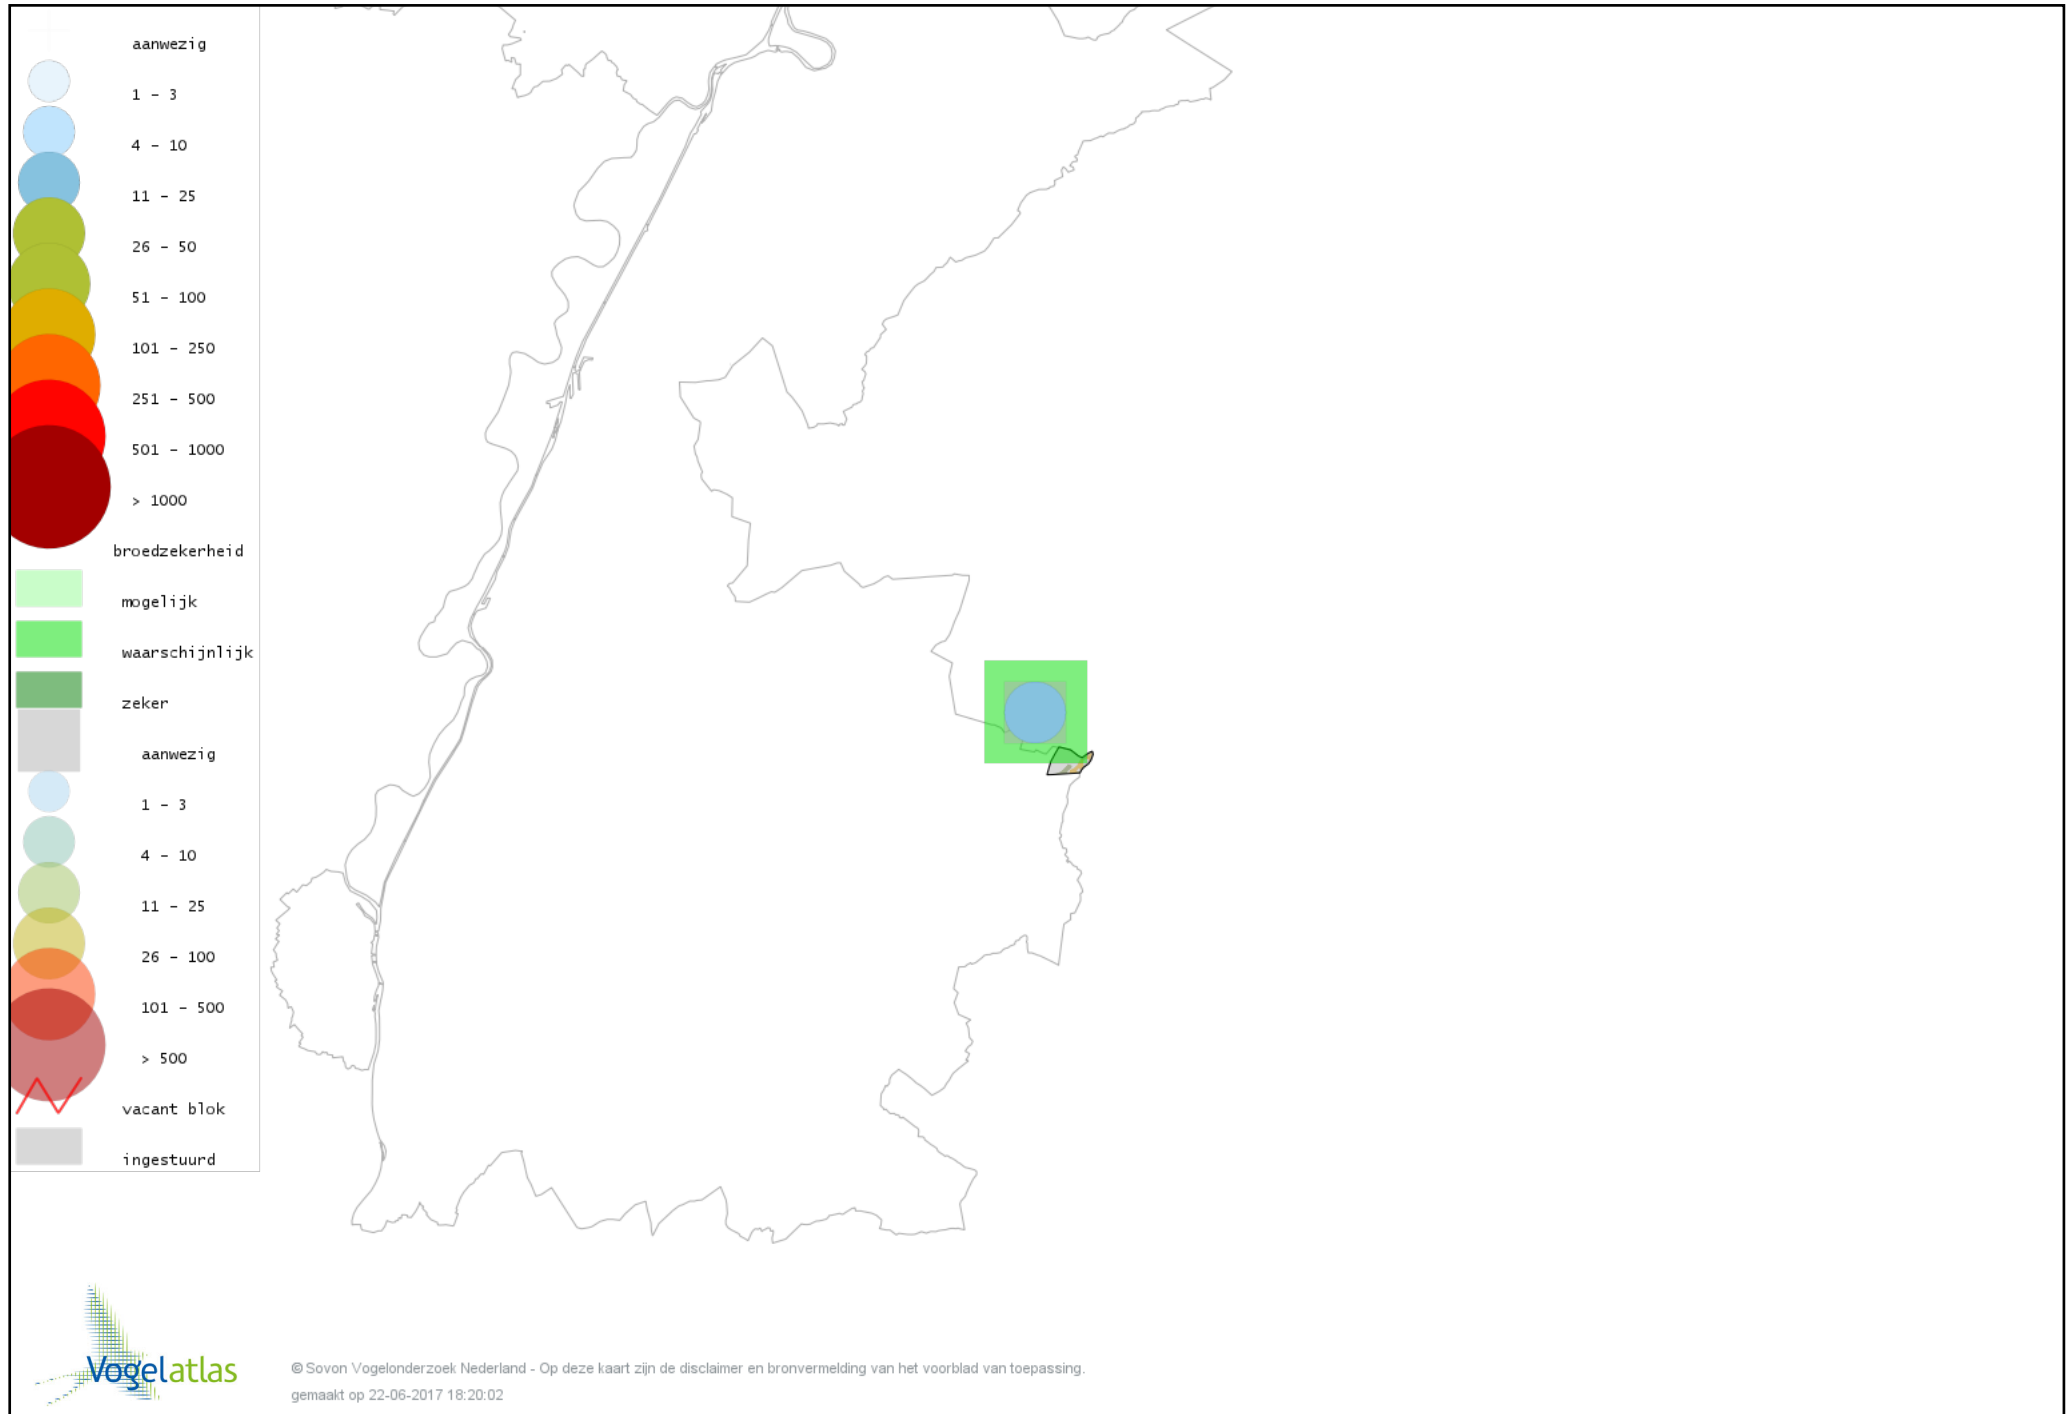 aanwezig
1 – 3
4 – 10
11 – 25
26 – 50
51 – 100
101 – 250
251 – 500
501 – 1000
> 1000
broedzekerheid
mogelijk
waarschijnlijk
zeker
aanwezig
1 – 3
4 – 10
11 – 25
26 – 100
101 – 500
> 500
vacant blok
ingestuurd
Vogelatlas
© Sovon Vogelonderzoek Nederland - Op deze kaart zijn de disclaimer en bronvermelding van het voorblad van toepassing.
gemaakt op 22-06-2017 18:20:02